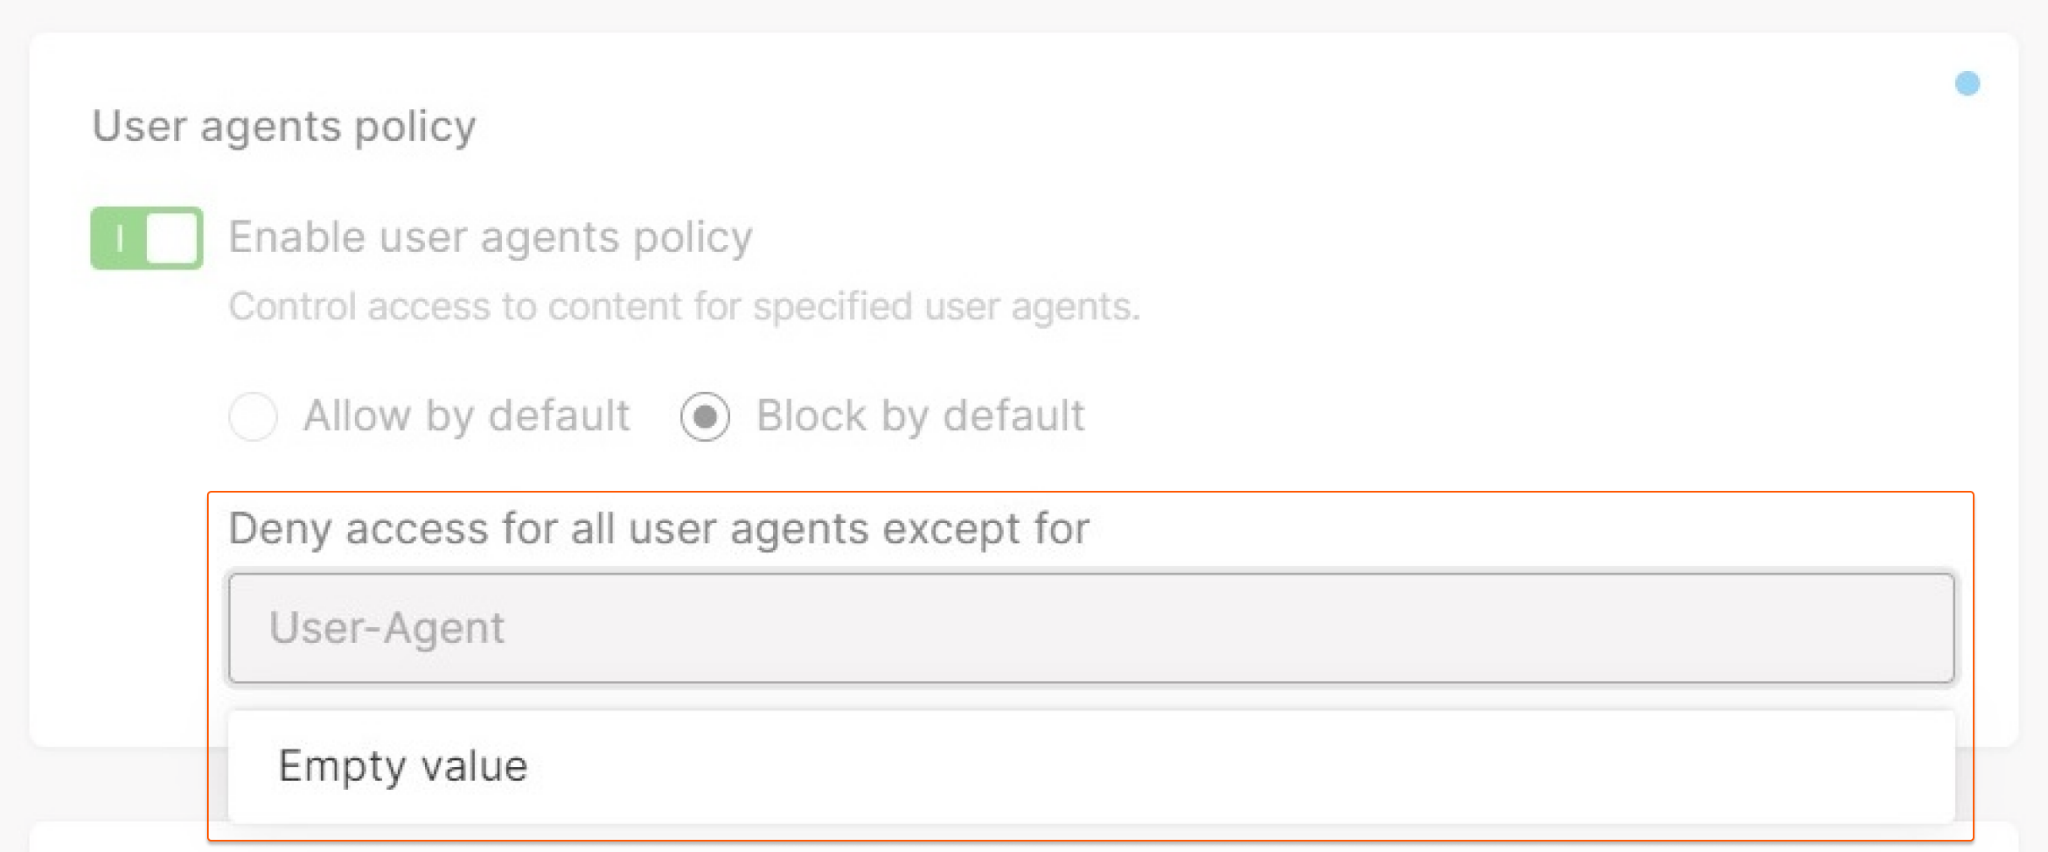 User agents policy
Enable user agents policy
Control access to content for specified user agents.
Allow by default Block by default
Deny access for all user agents except for
User-Agent
Empty value